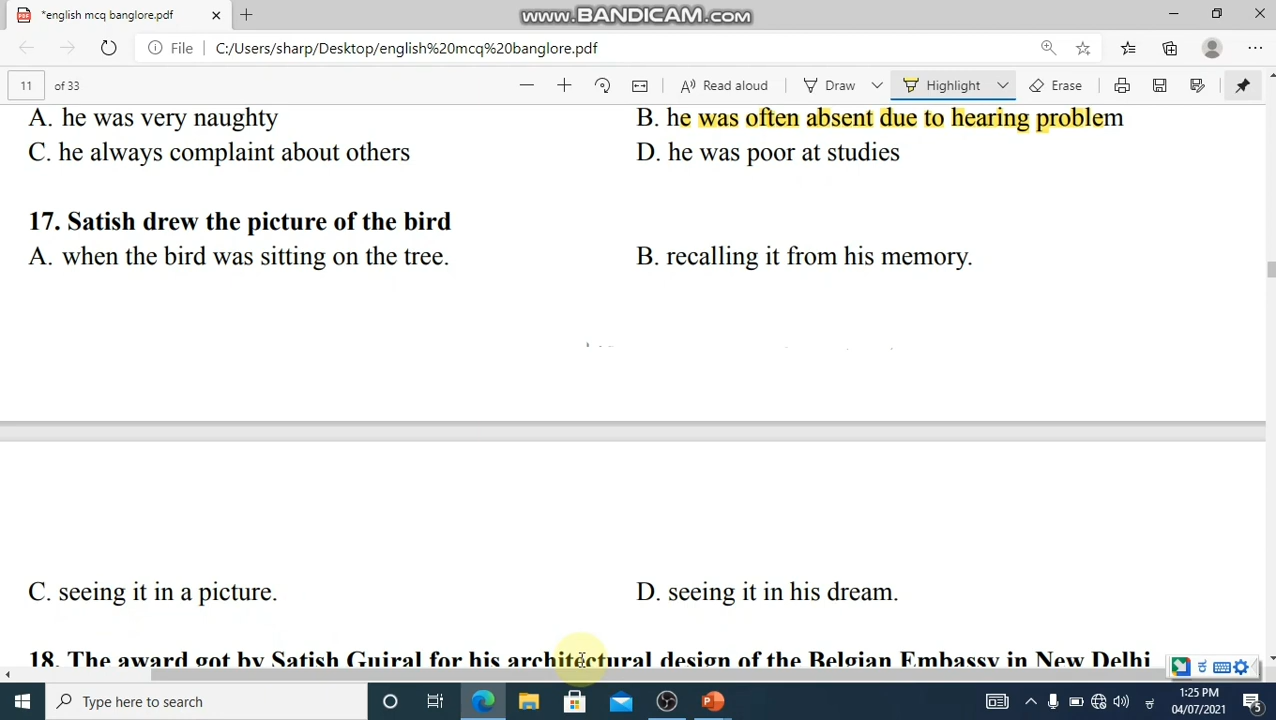 *english mcq banglore.pdf
www.BANDICAM.com
File C:/Users/sharp/Desktop/english%20mcq%20banglore.pdf
11 of 33 Read aloud Draw Highlight Erase
A. he was very naughty B. he was often absent due to hearing problem
C. he always complaint about others D. he was poor at studies
17. Satish drew the picture of the bird
A. when the bird was sitting on the tree. B. recalling it from his memory.
C. seeing it in a picture. D. seeing it in his dream.
18. The award got by Satish Gujral for his architectural design of the Belgian Embassy in New Delhi
Type here to search
1:25 PM
04/07/2021
5